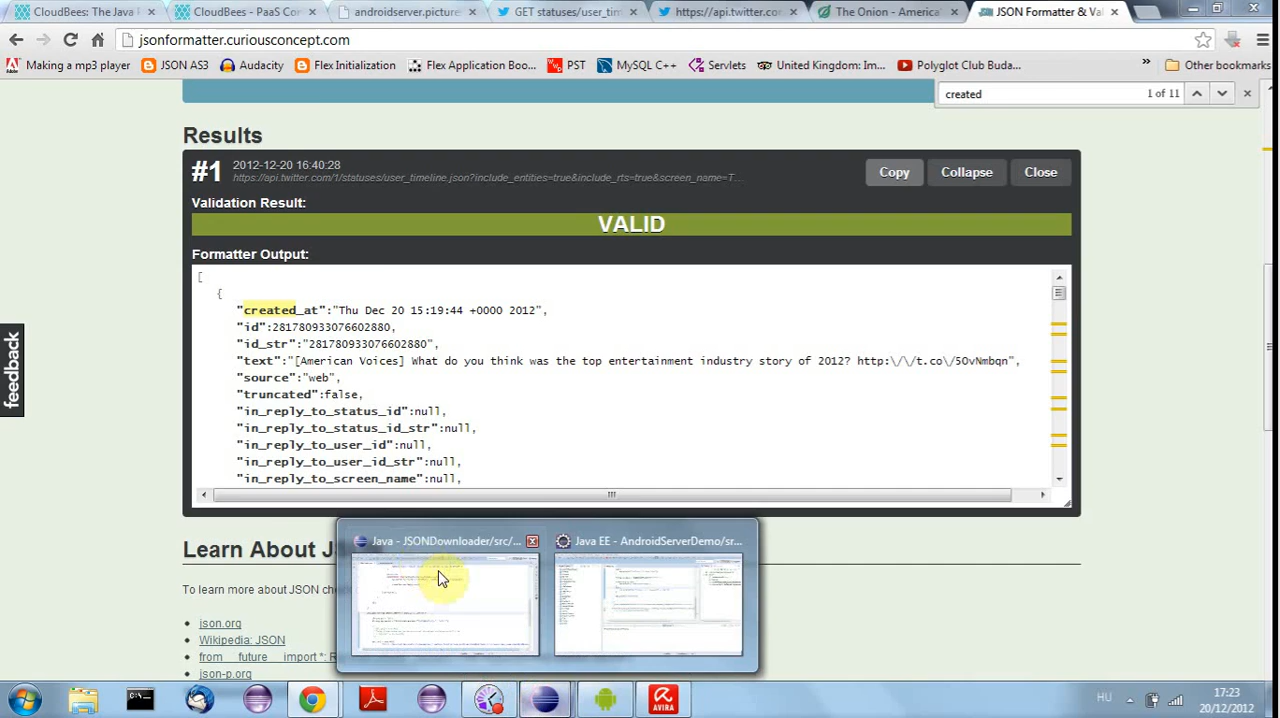 CloudBees: The Java
CloudBees - PaaS Co
androidserver.picture
GET statuses/user_tim
https://api.twitter.co
The Onion - America'
JSON Formatter & Va
jsonformatter.curiousconcept.com
Making a mp3 player
JSON AS3
Audacity
Flex Initialization
Flex Application Boo...
PST
MySQL C++
Servlets
United Kingdom: Im...
Polyglot Club Buda...
Other bookmarks
created
1 of 11
Results
#1
2012-12-20 16:40:28
https://api.twitter.com/1/statuses/user_timeline.json?include_entities=true&include_rts=true&screen_name=T...
Copy
Collapse
Close
Validation Result:
VALID
Formatter Output:
[
{
"created_at":"Thu Dec 20 15:19:44 +0000 2012",
"id":281780933076602880,
"id_str":"281780933076602880",
"text":"[American Voices] What do you think was the top entertainment industry story of 2012? http:\/\/t.co\/5OvNmbqn",
"source":"web",
"truncated":false,
"in_reply_to_status_id":null,
"in_reply_to_status_id_str":null,
"in_reply_to_user_id":null,
"in_reply_to_user_id_str":null,
"in_reply_to_screen_name":null,
feedback
Java - JSONDownloader/src/...
Java EE - AndroidServerDemo/sr...
Learn About J
To learn more about JSON che
json.org
Wikipedia: JSON
from __future__ import *: R
json-p.org
AVIRA
HU
17:23
20/12/2012